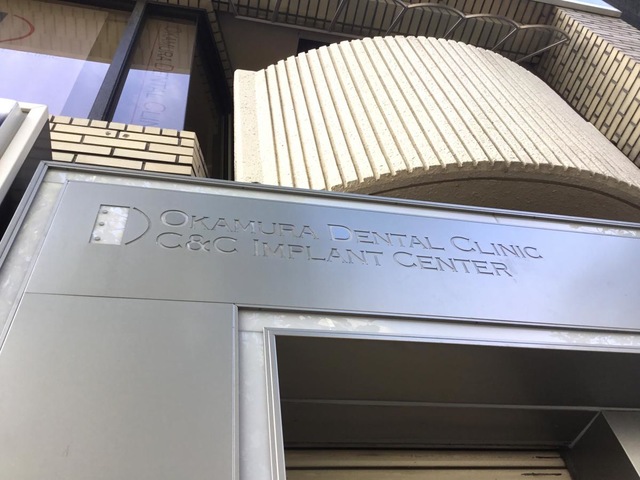 OKAMURA DENTAL CLINIC
C&C IMPLANT CENTER